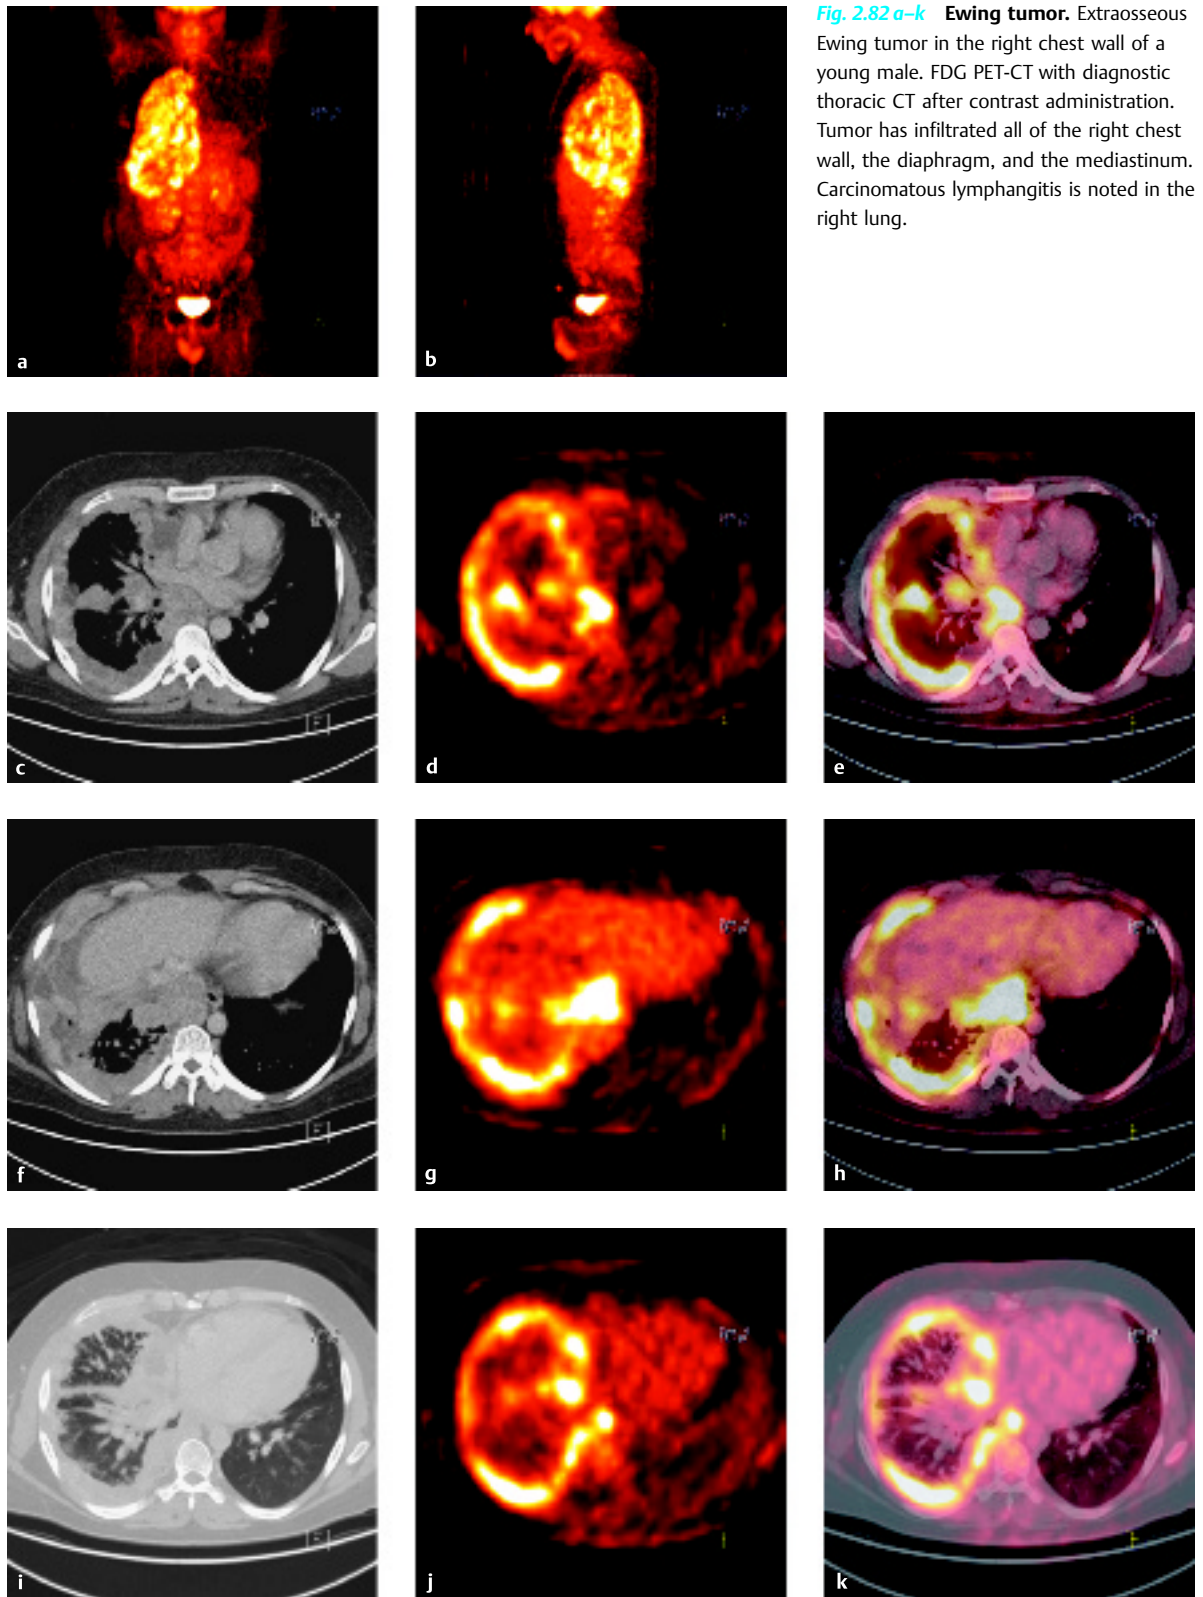 Fig. 2.82 a–k Ewing tumor. Extraosseous
Ewing tumor in the right chest wall of a
young male. FDG PET-CT with diagnostic
thoracic CT after contrast administration.
Tumor has infiltrated all of the right chest
wall, the diaphragm, and the mediastinum.
Carcinomatous lymphangitis is noted in the
right lung.
a
b
c
d
e
f
g
h
i
j
k